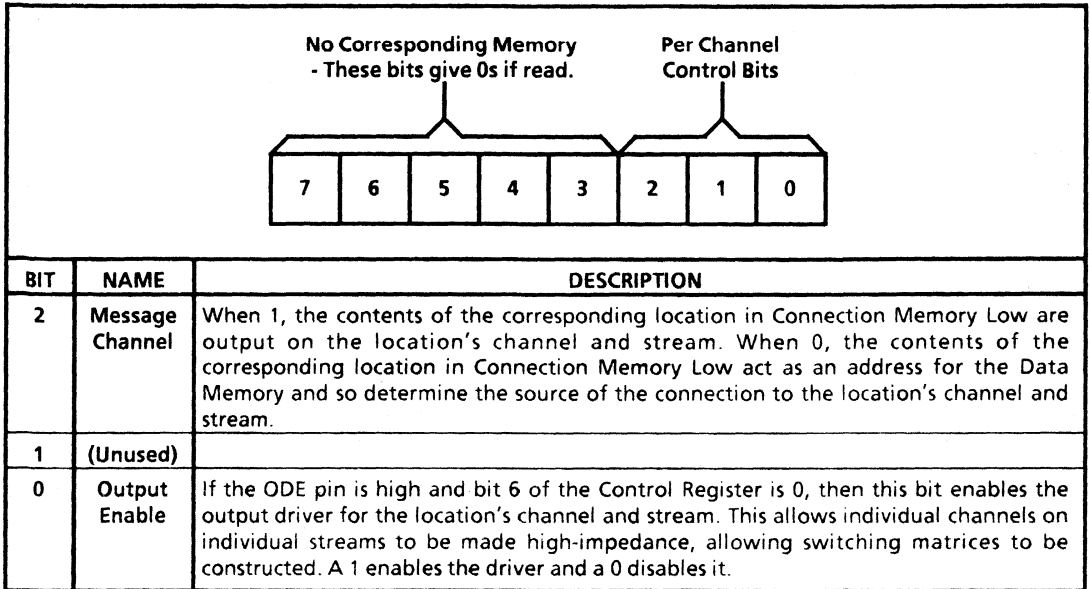 No Corresponding Memory
- These bits give 0s if read.
Per Channel
Control Bits
7 6 5 4 3 2 1 0
BIT NAME DESCRIPTION
2 Message Channel When 1, the contents of the corresponding location in Connection Memory Low are
output on the location's channel and stream. When 0, the contents of the
corresponding location in Connection Memory Low act as an address for the Data
Memory and so determine the source of the connection to the location's channel and
stream.
1 (Unused)
0 Output Enable If the ODE pin is high and bit 6 of the Control Register is 0, then this bit enables the
output driver for the location's channel and stream. This allows individual channels on
individual streams to be made high-impedance, allowing switching matrices to be
constructed. A 1 enables the driver and a 0 disables it.